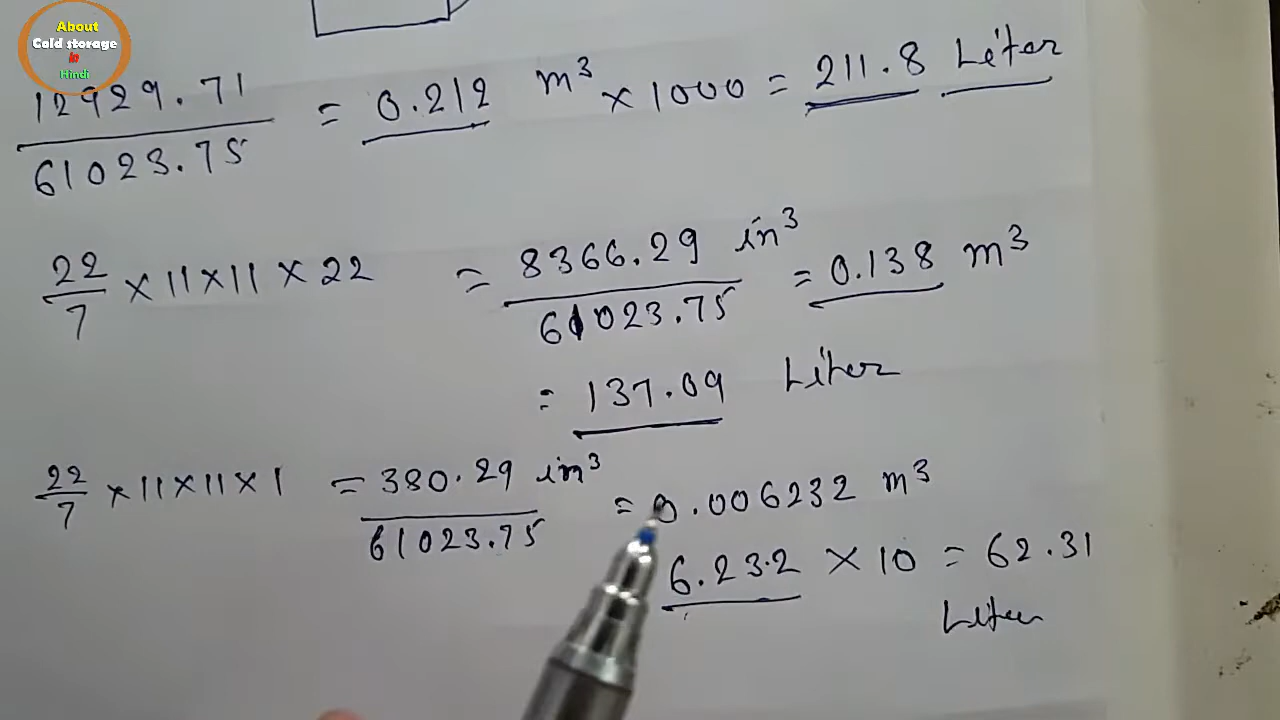 About
Cold storage
in
Hindi
12929.71 / 61023.75 = 0.212 m³ × 1000 = 211.8 Liter
22/7 × 11 × 11 × 22 = 8366.29 in³ / 61023.75 = 0.138 m³
= 137.09 Liter
22/7 × 11 × 11 × 1 = 380.29 in³ / 61023.75 = 0.006232 m³
6.232 × 10 = 62.31
Liter